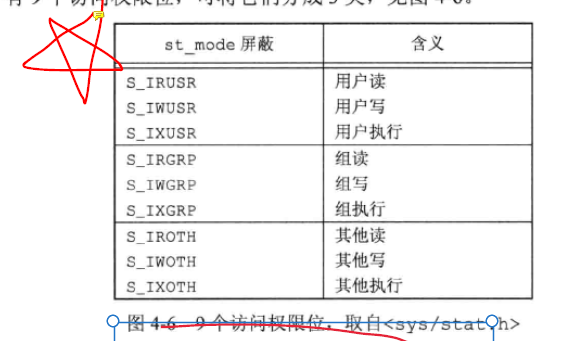 有 9 个访问权限位，可将它们分成 3 类，见图 4-6。
st_mode 屏蔽 含义
S_IRUSR 用户读
S_IWUSR 用户写
S_IXUSR 用户执行
S_IRGRP 组读
S_IWGRP 组写
S_IXGRP 组执行
S_IROTH 其他读
S_IWOTH 其他写
S_IXOTH 其他执行
图 4-6 9 个访问权限位，取自<sys/stat.h>